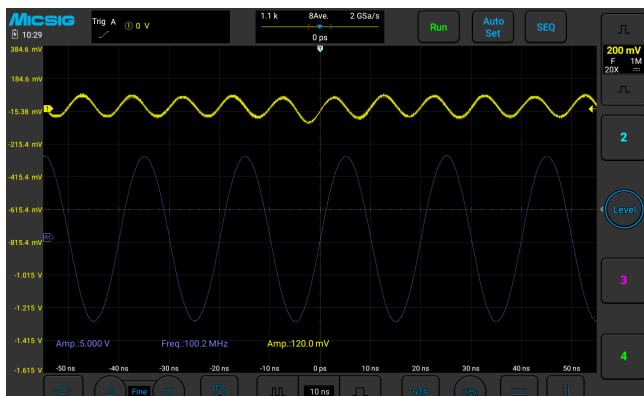 Micsig
10:29
Trig A ① 0 V
1.1 k 8Ave. 2 GSa/s
0 ps
Run
Auto
Set
SEQ
T
200 mV
F 1M
20X
384.6 mV
184.6 mV
1
-15.38 mV
-215.4 mV
-415.4 mV
-615.4 mV
R1
-815.4 mV
-1.015 V
-1.215 V
-1.415 V
-1.615 V
2
Level
3
4
Amp.:5.000 V Freq.:100.2 MHz Amp.:120.0 mV
-50 ns -40 ns -30 ns -20 ns -10 ns 0 ps 10 ns 20 ns 30 ns 40 ns 50 ns
Fine
10 ns
50%